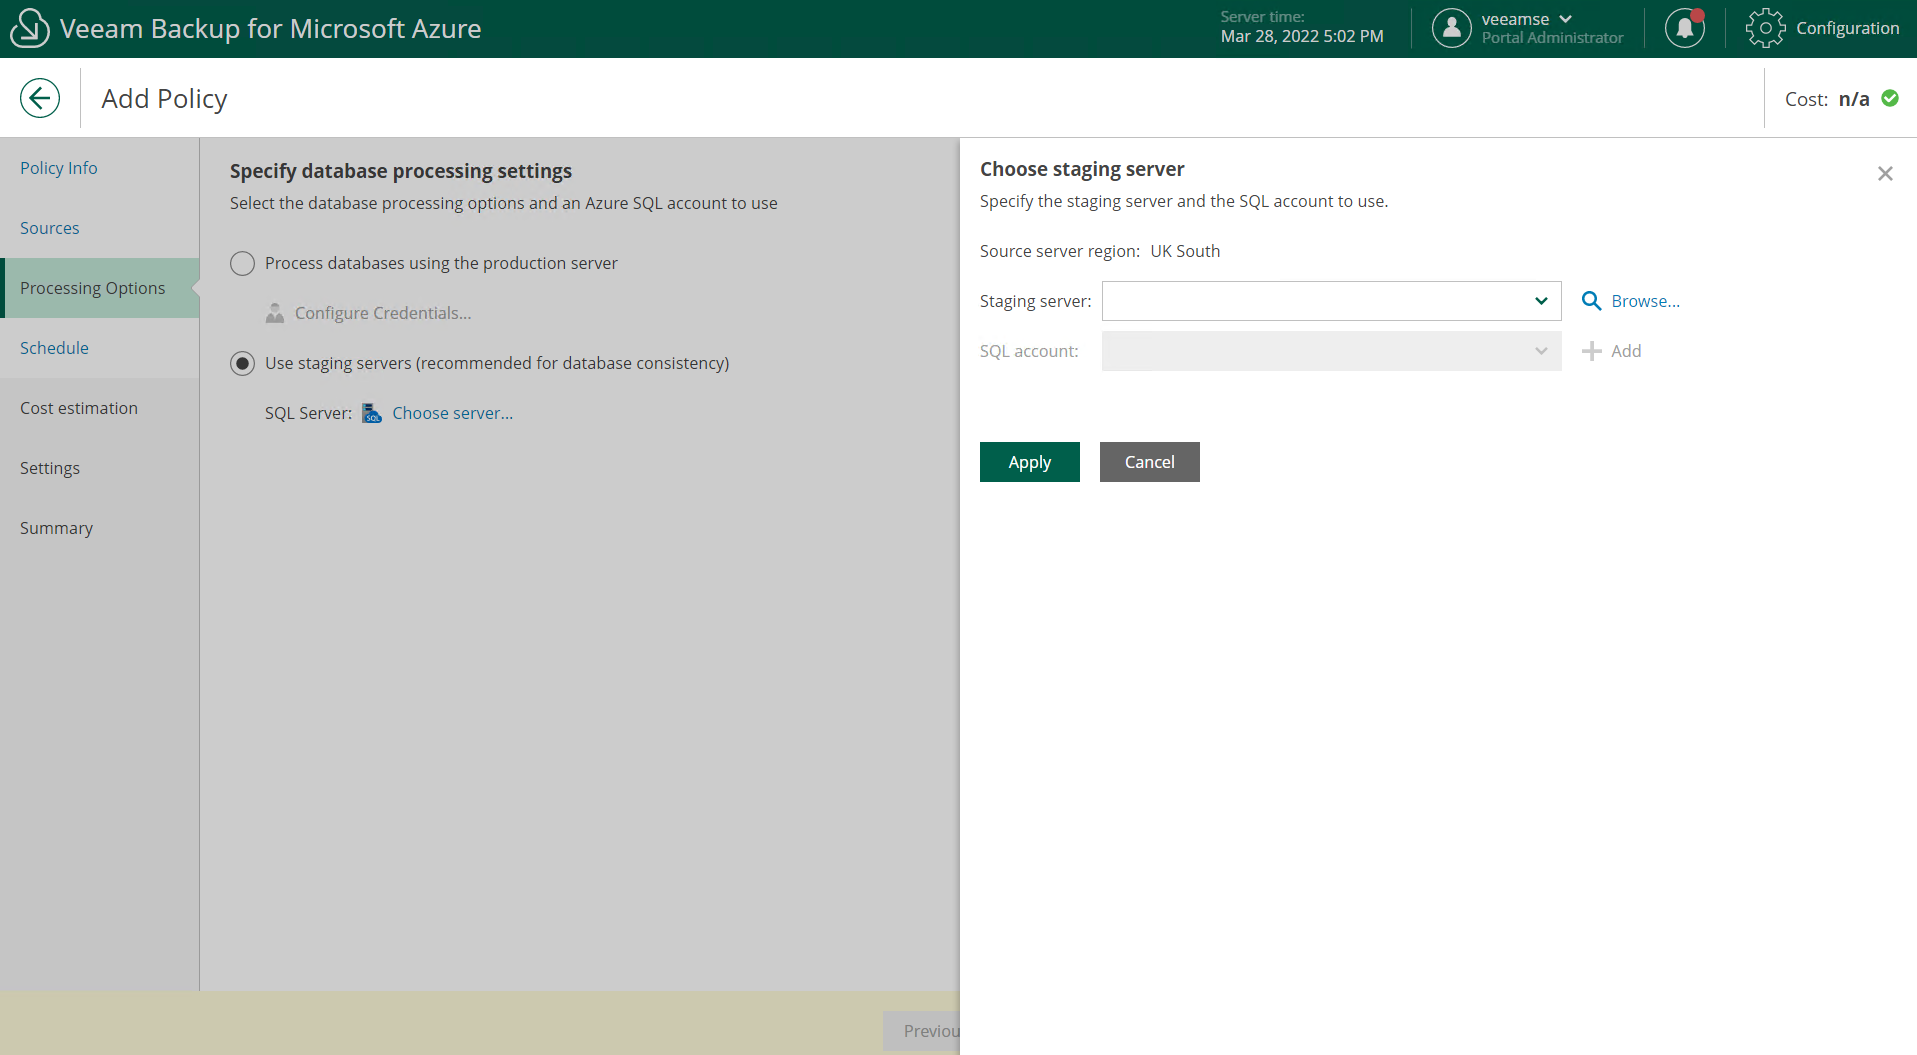 Veeam Backup for Microsoft Azure
Server time:
Mar 28, 2022 5:02 PM
veeamse
Portal Administrator
Configuration
Add Policy
Cost: n/a
Policy Info
Sources
Processing Options
Schedule
Cost estimation
Settings
Summary
Specify database processing settings
Select the database processing options and an Azure SQL account to use
Process databases using the production server
Configure Credentials...
Use staging servers (recommended for database consistency)
SQL Server: SQL Choose server...
Previou
Choose staging server
Specify the staging server and the SQL account to use.
Source server region: UK South
Staging server: Browse...
SQL account: Add
Apply Cancel